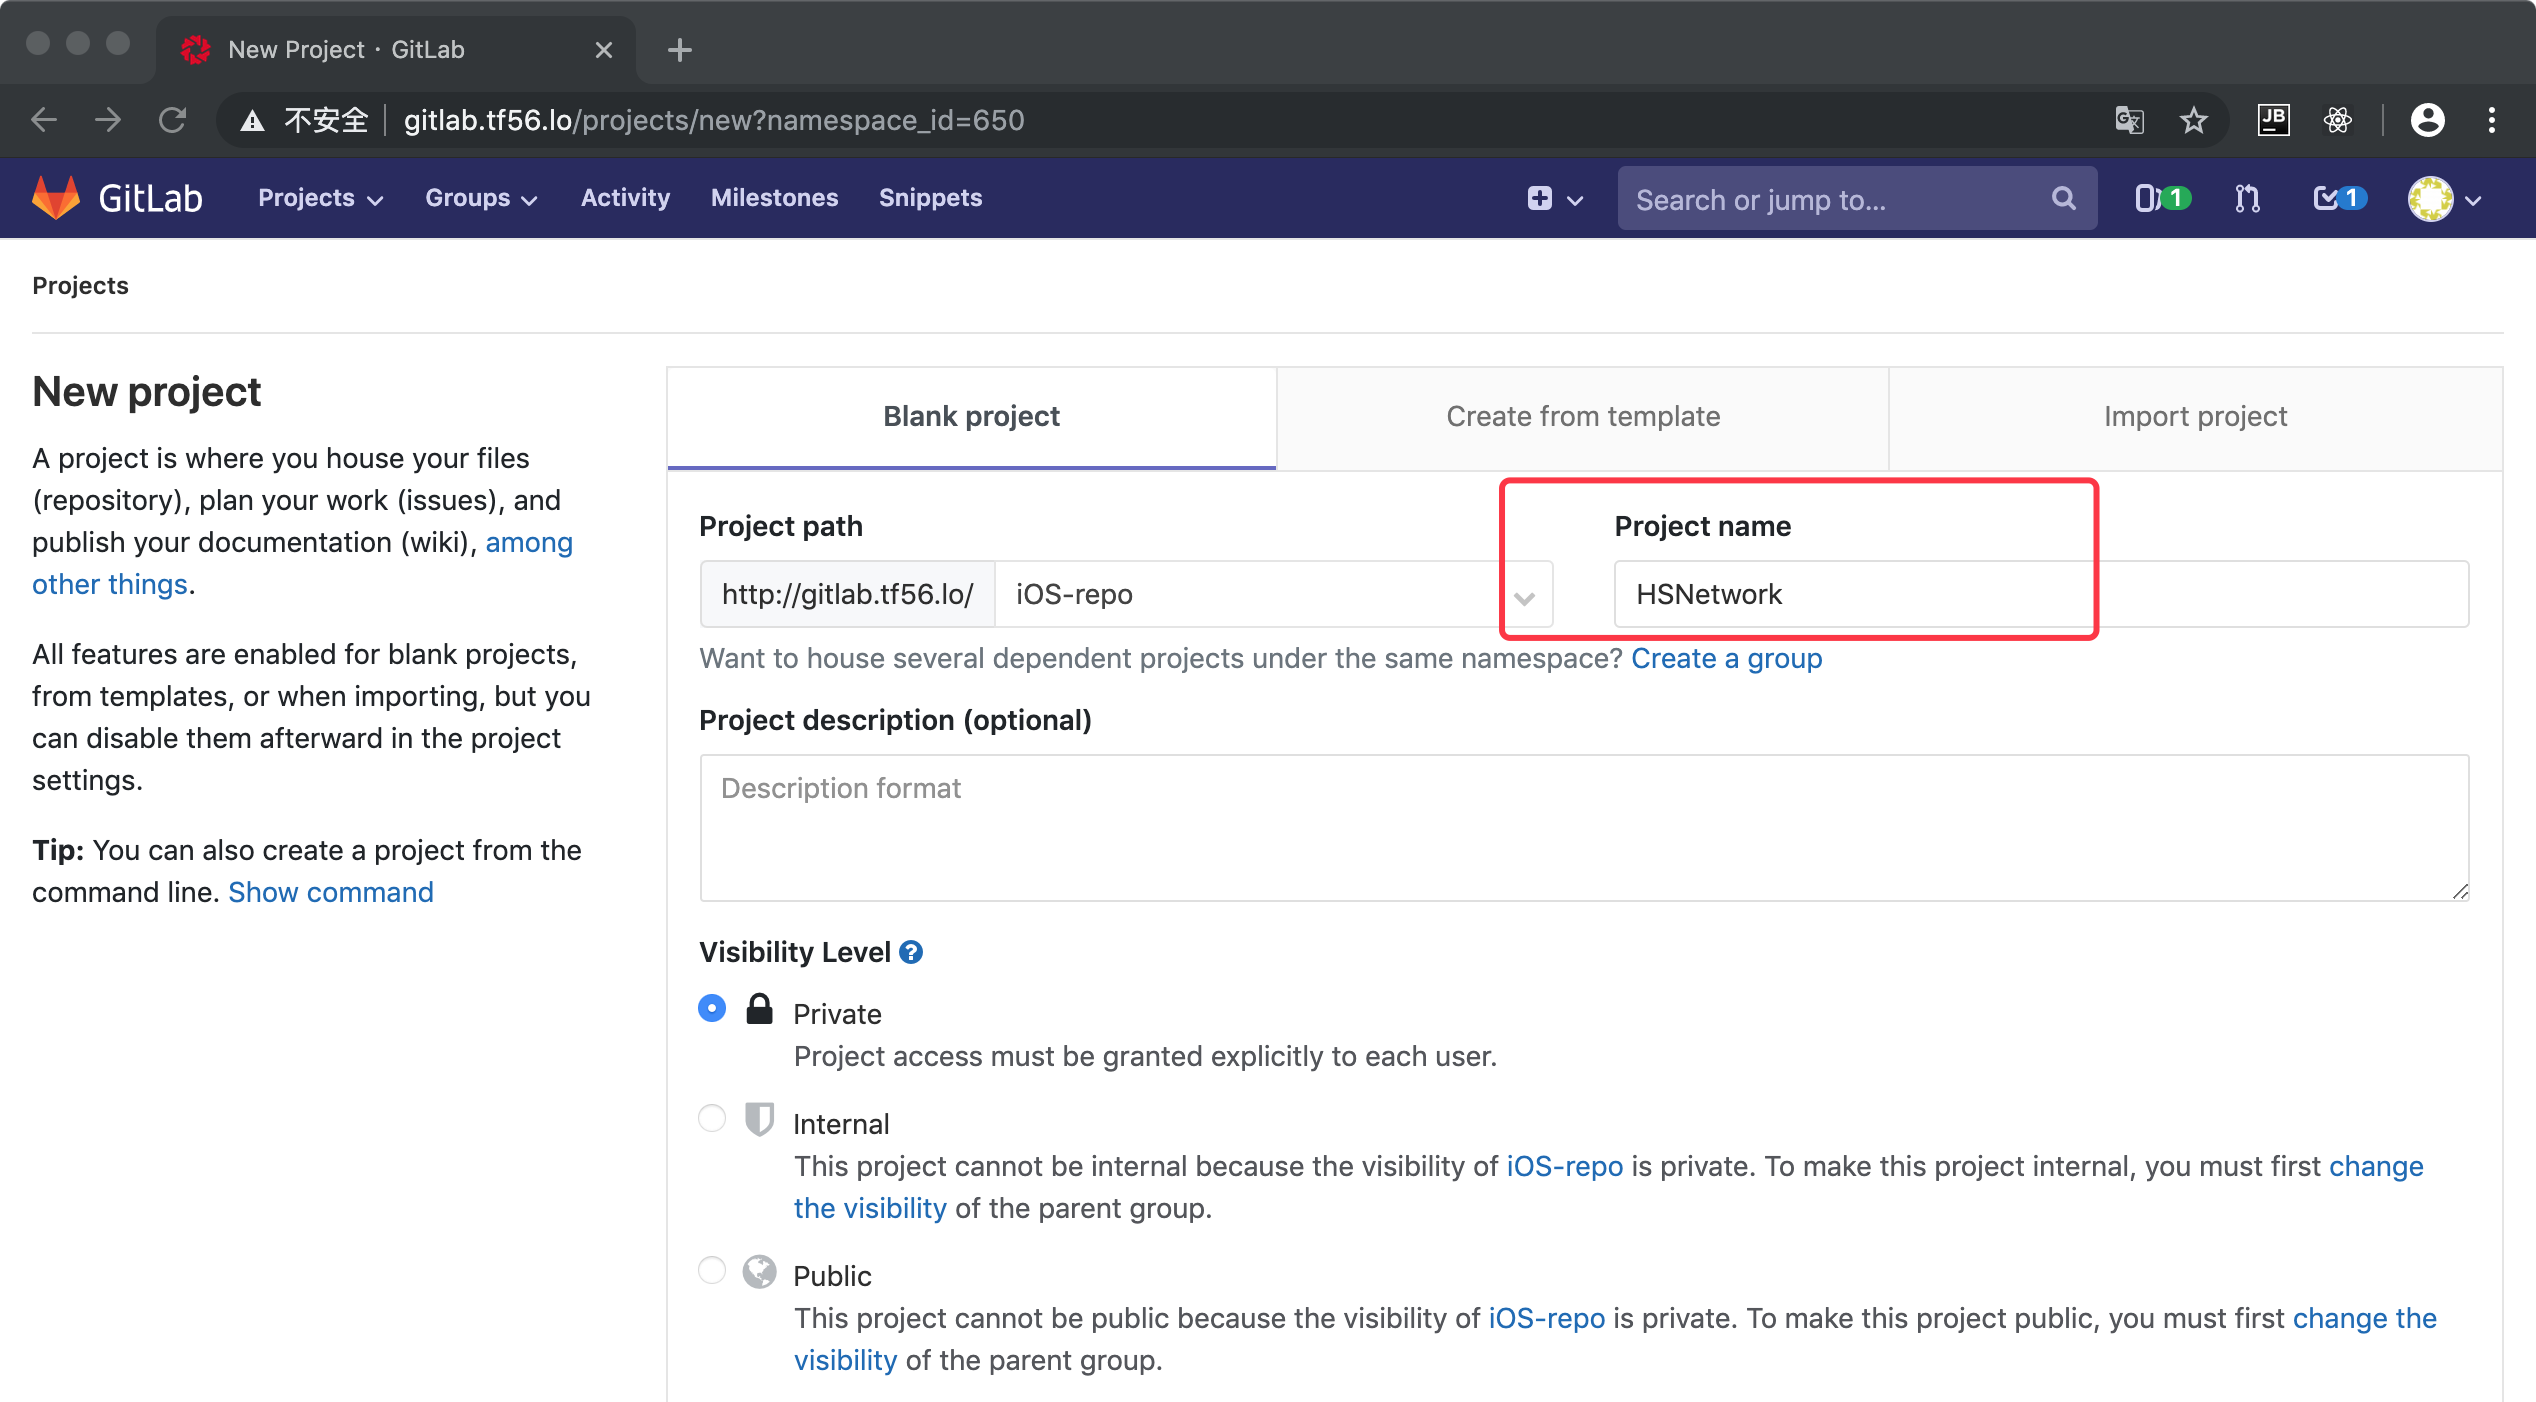 New Project · GitLab
不安全 gitlab.tf56.lo/projects/new?namespace_id=650
JB
GitLab Projects Groups Activity Milestones Snippets Search or jump to... 1 1
Projects
New project
A project is where you house your files
(repository), plan your work (issues), and
publish your documentation (wiki), among
other things.
All features are enabled for blank projects,
from templates, or when importing, but you
can disable them afterward in the project
settings.
Tip: You can also create a project from the
command line. Show command
Blank project Create from template Import project
Project path Project name
http://gitlab.tf56.lo/ iOS-repo HSNetwork
Want to house several dependent projects under the same namespace? Create a group
Project description (optional)
Description format
Visibility Level ?
Private
Project access must be granted explicitly to each user.
Internal
This project cannot be internal because the visibility of iOS-repo is private. To make this project internal, you must first change
the visibility of the parent group.
Public
This project cannot be public because the visibility of iOS-repo is private. To make this project public, you must first change the
visibility of the parent group.